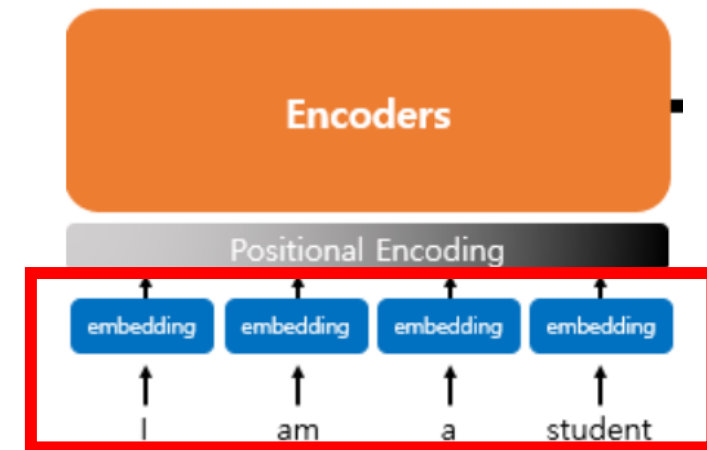 Encoders
Positional Encoding
embedding embedding embedding embedding
I am a student